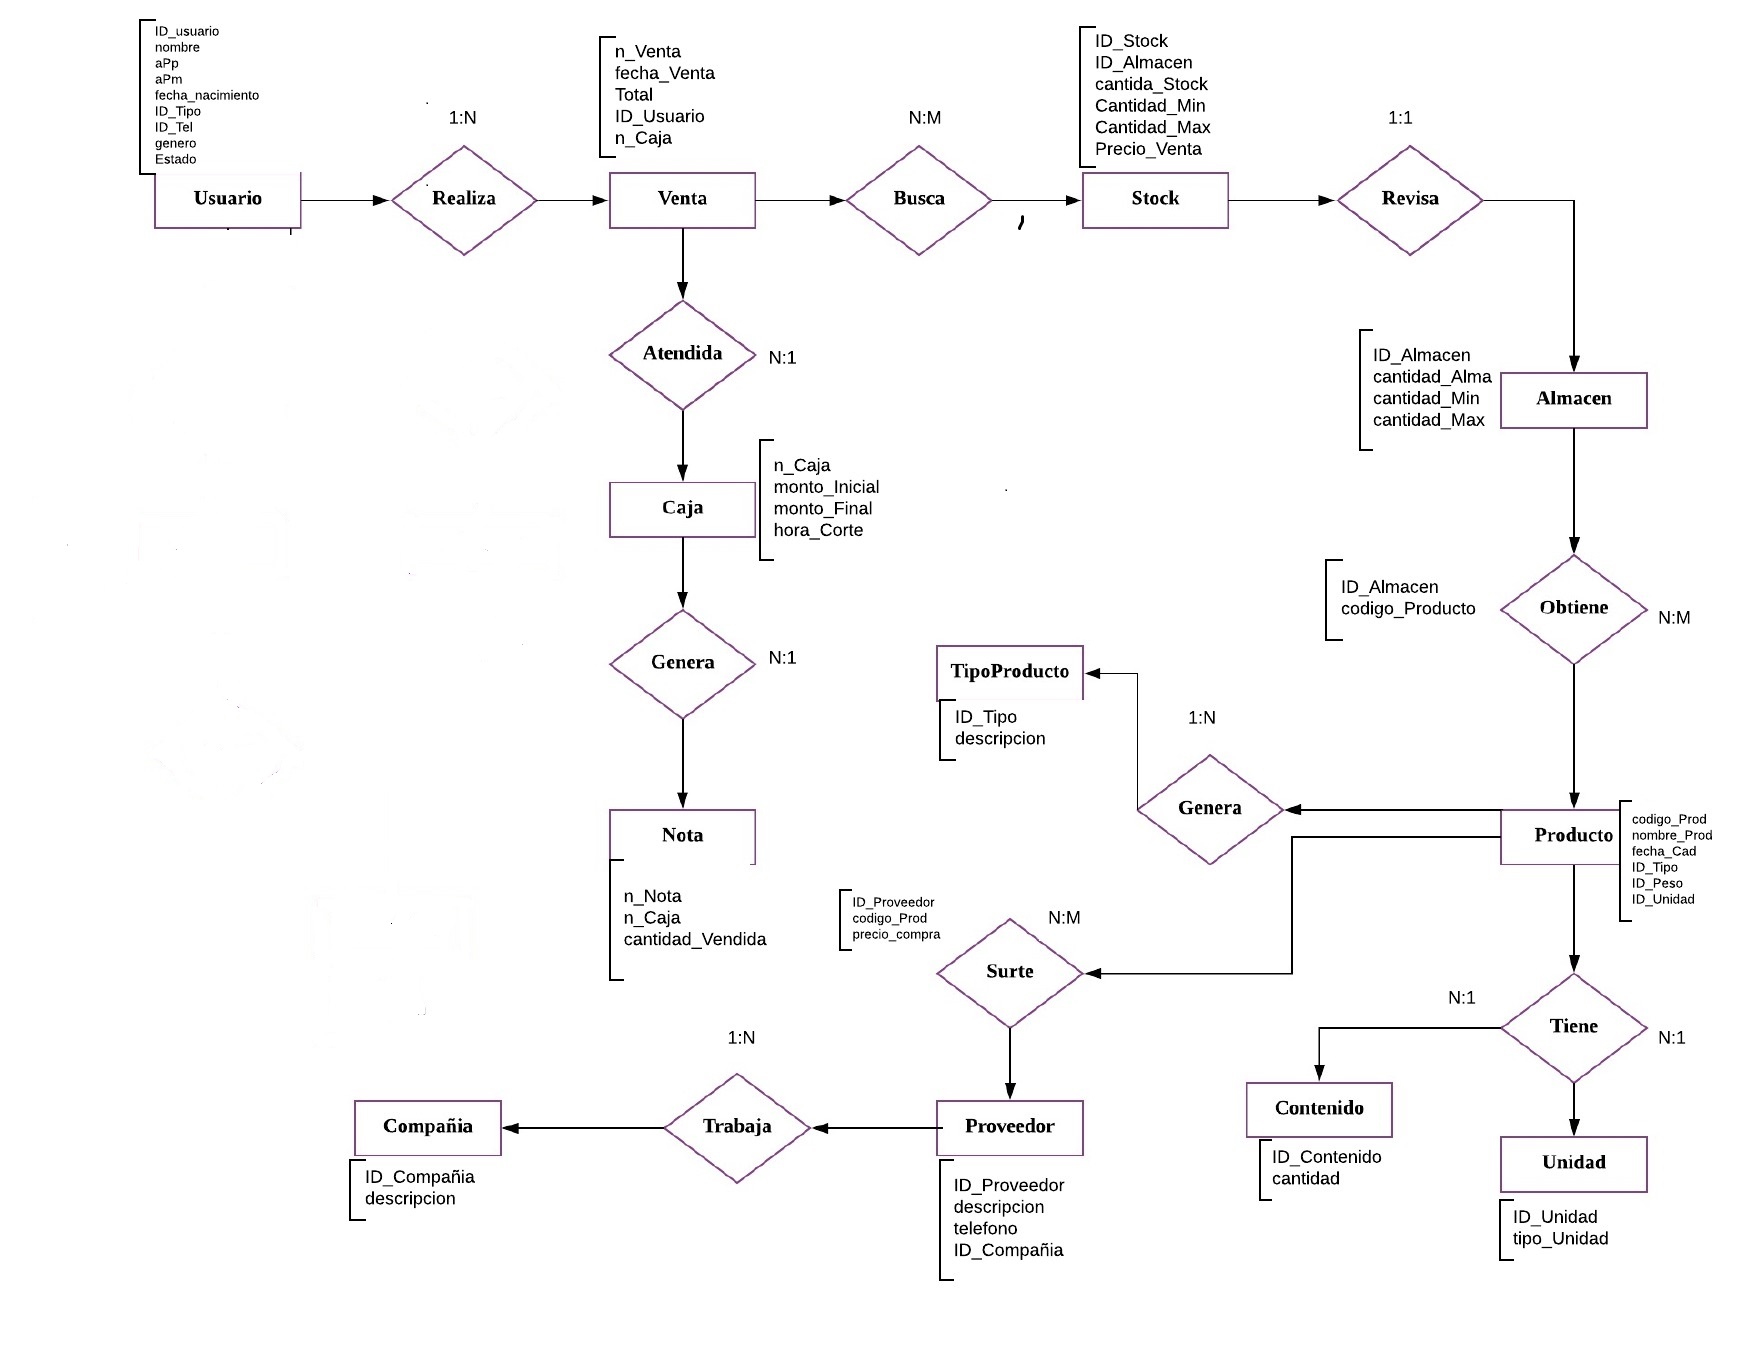 ID_usuario
nombre
aPp
aPm
fecha_nacimiento
ID_Tipo
ID_Tel
genero
Estado
Usuario
1:N
Realiza
n_Venta
fecha_Venta
Total
ID_Usuario
n_Caja
Venta
N:M
Busca
ID_Stock
ID_Almacen
cantida_Stock
Cantidad_Min
Cantidad_Max
Precio_Venta
Stock
1:1
Revisa
Atendida
N:1
ID_Almacen
cantidad_Alma
cantidad_Min
cantidad_Max
Almacen
n_Caja
monto_Inicial
monto_Final
hora_Corte
Caja
ID_Almacen
codigo_Producto
Obtiene
N:M
Genera
N:1
TipoProducto
ID_Tipo
descripcion
1:N
Genera
Producto
codigo_Prod
nombre_Prod
fecha_Cad
ID_Tipo
ID_Peso
ID_Unidad
Nota
n_Nota
n_Caja
cantidad_Vendida
ID_Proveedor
codigo_Prod
precio_compra
N:M
Surte
N:1
Tiene
N:1
1:N
Compañia
Trabaja
Proveedor
Contenido
Unidad
ID_Compañia
descripcion
ID_Proveedor
descripcion
telefono
ID_Compañia
ID_Contenido
cantidad
ID_Unidad
tipo_Unidad